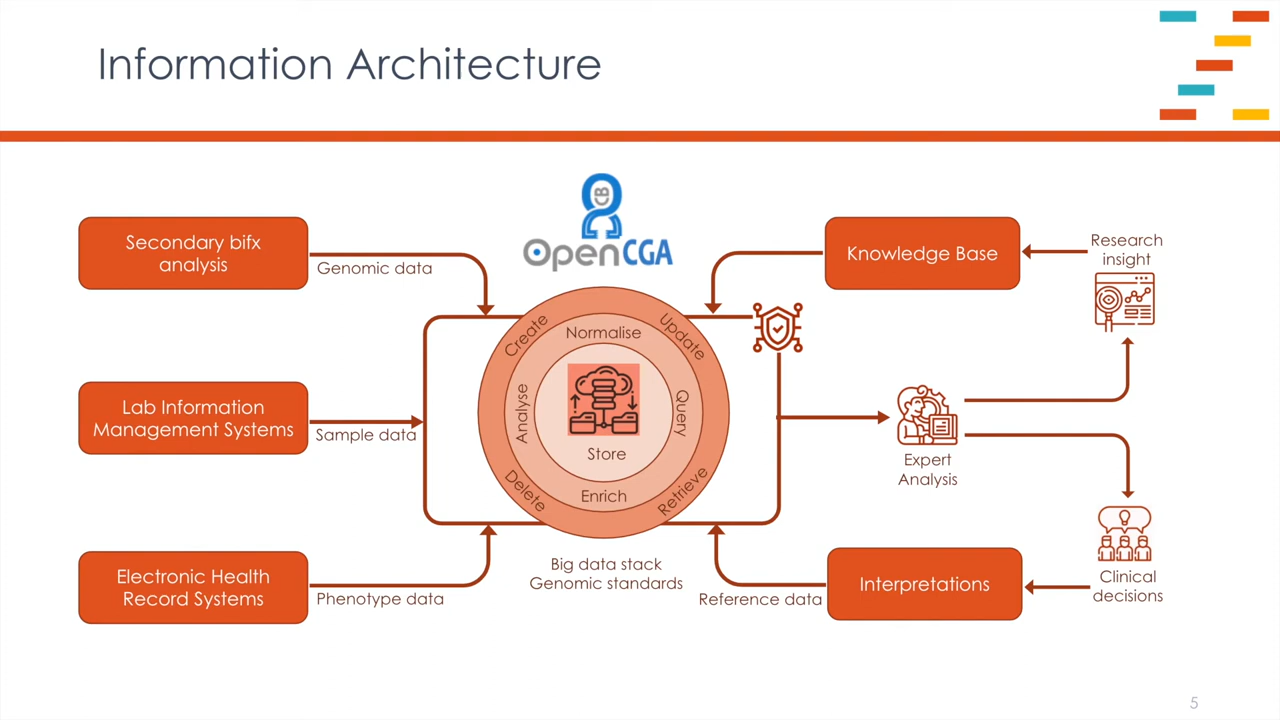 Information Architecture
OpenCGA
Secondary bifx
analysis
Genomic data
Lab Information
Management Systems
Sample data
Electronic Health
Record Systems
Phenotype data
Create
Update
Delete
Retrieve
Normalise
Analyse
Query
Enrich
Store
Big data stack
Genomic standards
Knowledge Base
Research
insight
Expert
Analysis
Clinical
decisions
Interpretations
Reference data
5